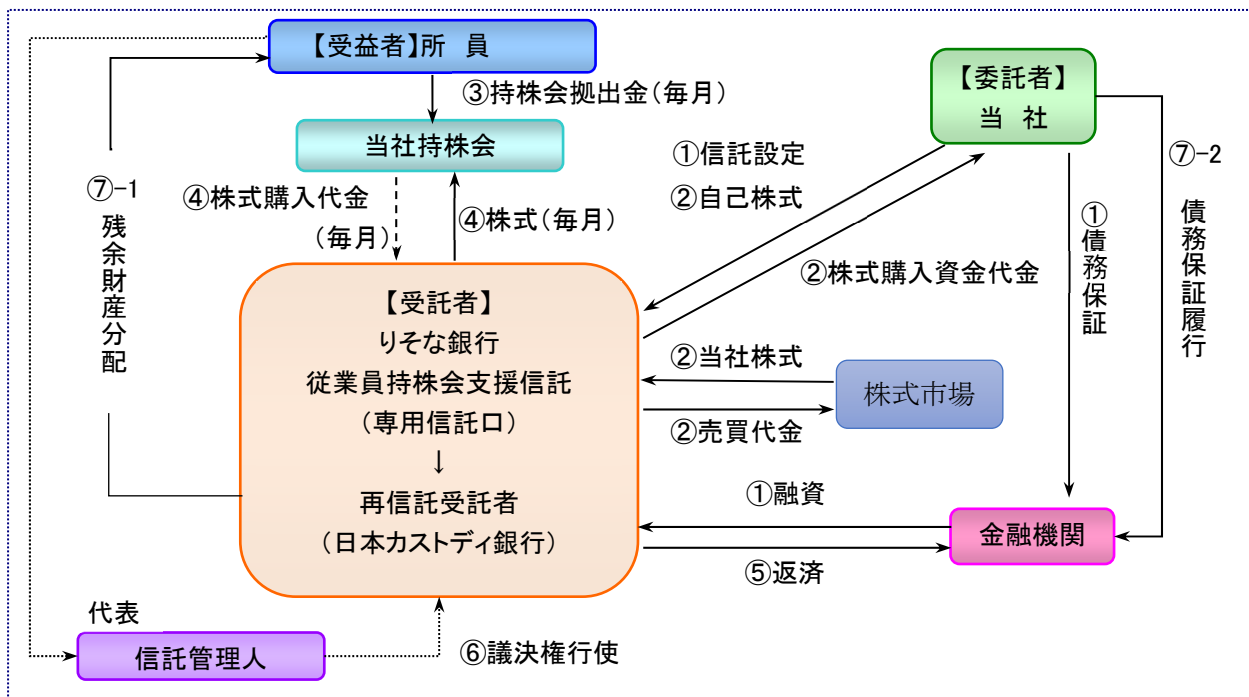 【受益者】所 員
③持株会拠出金(毎月)
当社持株会
④株式購入代金
(毎月)
④株式(毎月)
⑦-1
残余財産分配
【委託者】
当 社
①信託設定
②自己株式
②株式購入資金代金
①債務保証
⑦-2
債務保証履行
【受託者】
りそな銀行
従業員持株会支援信託
(専用信託口)
↓
再信託受託者
(日本カストディ銀行)
②当社株式
株式市場
②売買代金
①融資
金融機関
⑤返済
代表
信託管理人
⑥議決権行使